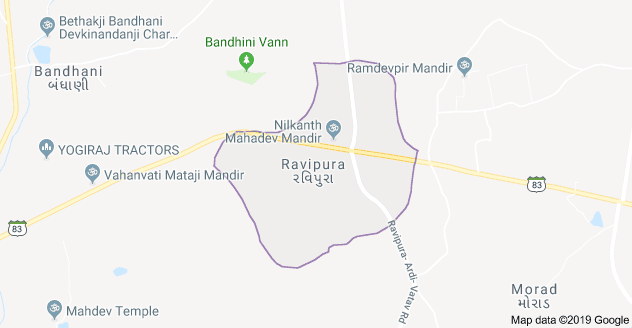 Bethakji Bandhani
Devkinandanji Char...
Bandhini Vann
Ramdevpir Mandir
Bandhani
બંધાણી
Nilkanth
Mahadev Mandir
YOGIRAJ TRACTORS
Ravipura
રવિપુરા
Vahanvati Mataji Mandir
83
83
Ravipura- Ardi- Vatav Rd
Morad
મોરાડ
Mahdev Temple
Map data ©2019 Google